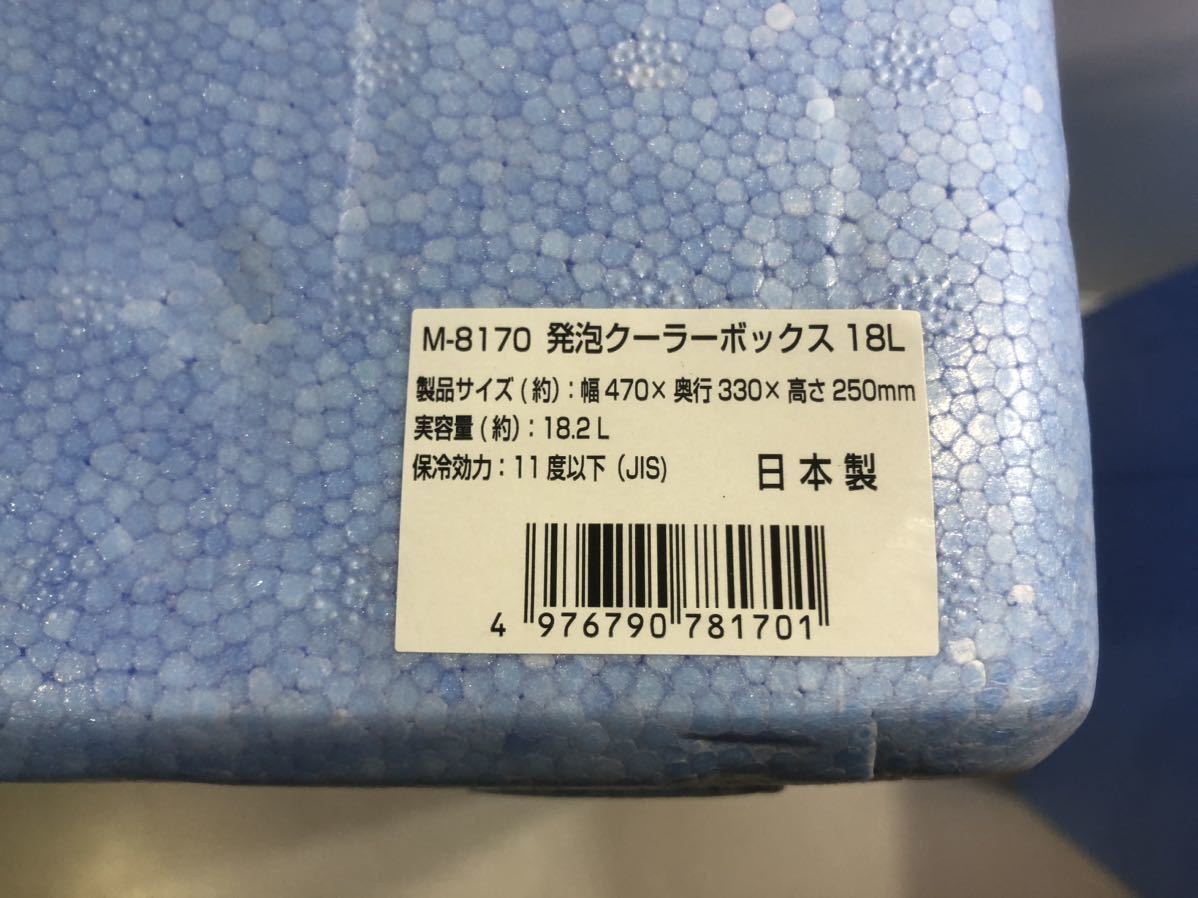 M-8170 発泡クーラーボックス 18L
製品サイズ(約):幅470×奥行330×高さ250mm
実容量(約):18.2L
保冷効力:11度以下(JIS)
日本製
4 976790 781701